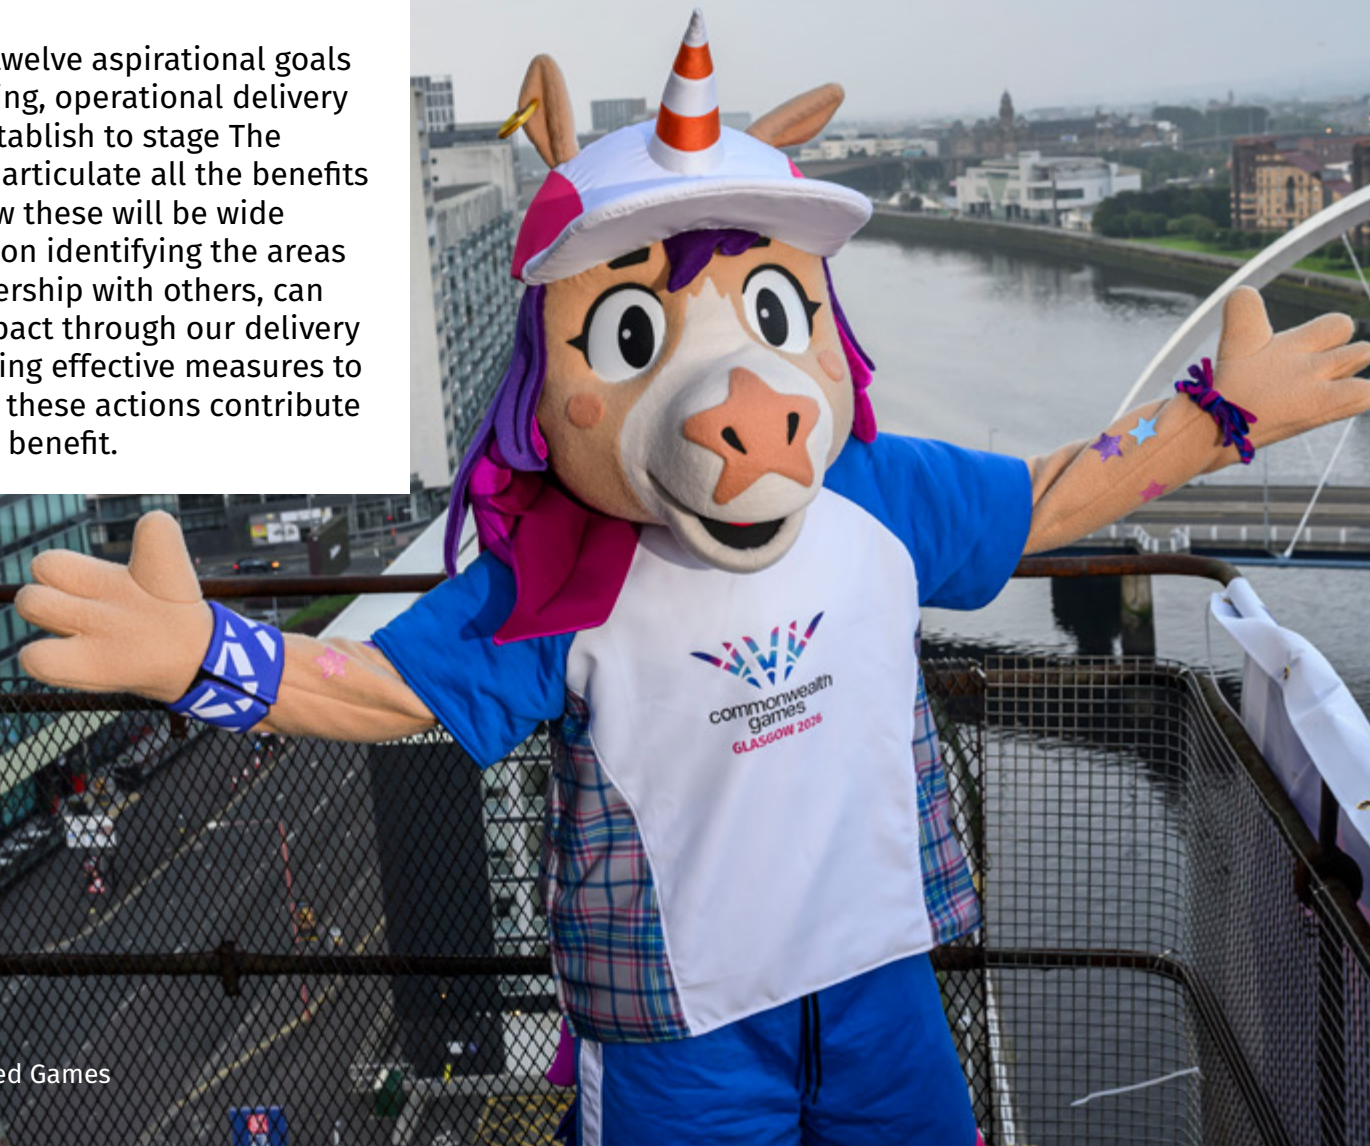 welve aspirational goals
ing, operational delivery
tablish to stage The
articulate all the benefits
w these will be wide
on identifying the areas
ership with others, can
pact through our delivery
ing effective measures to
these actions contribute
benefit.
commonwealth
games
GLASGOW 2026
ed Games